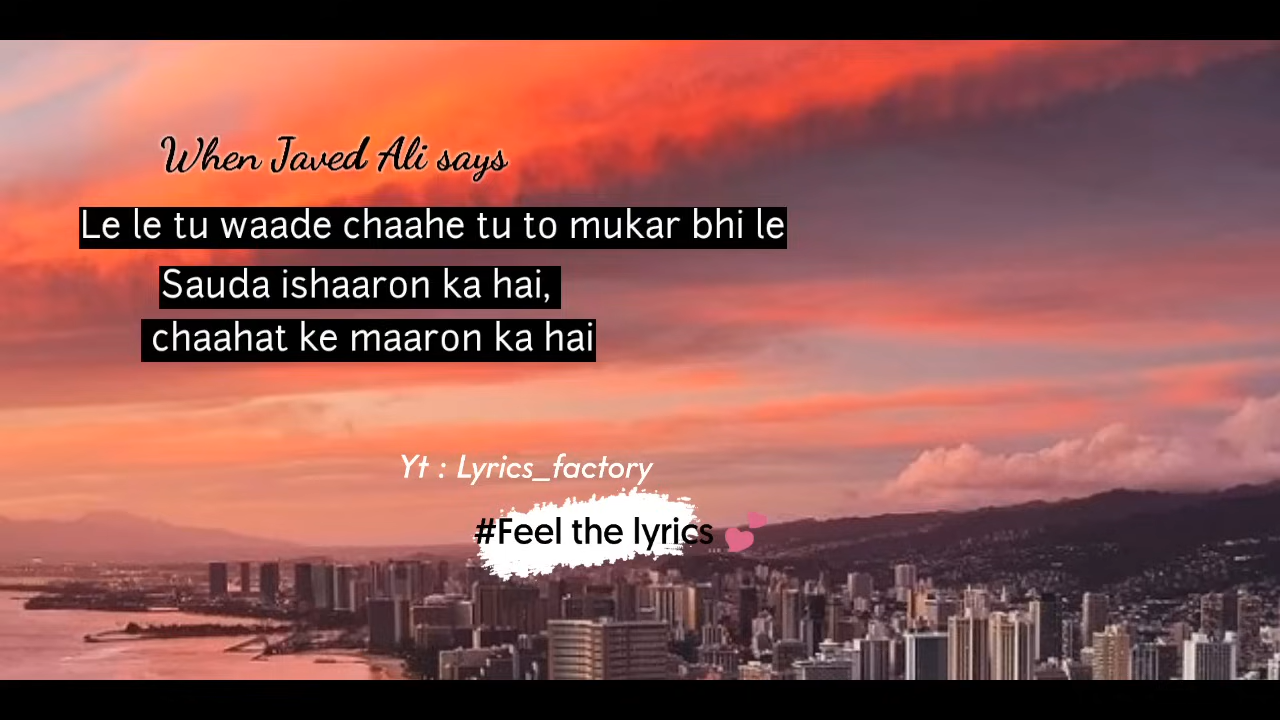 When Javed Ali says
Le le tu waade chaahe tu to mukar bhi le
Sauda ishaaron ka hai,
chaahat ke maaron ka hai
Yt : Lyrics_factory
#Feel the lyrics 💕